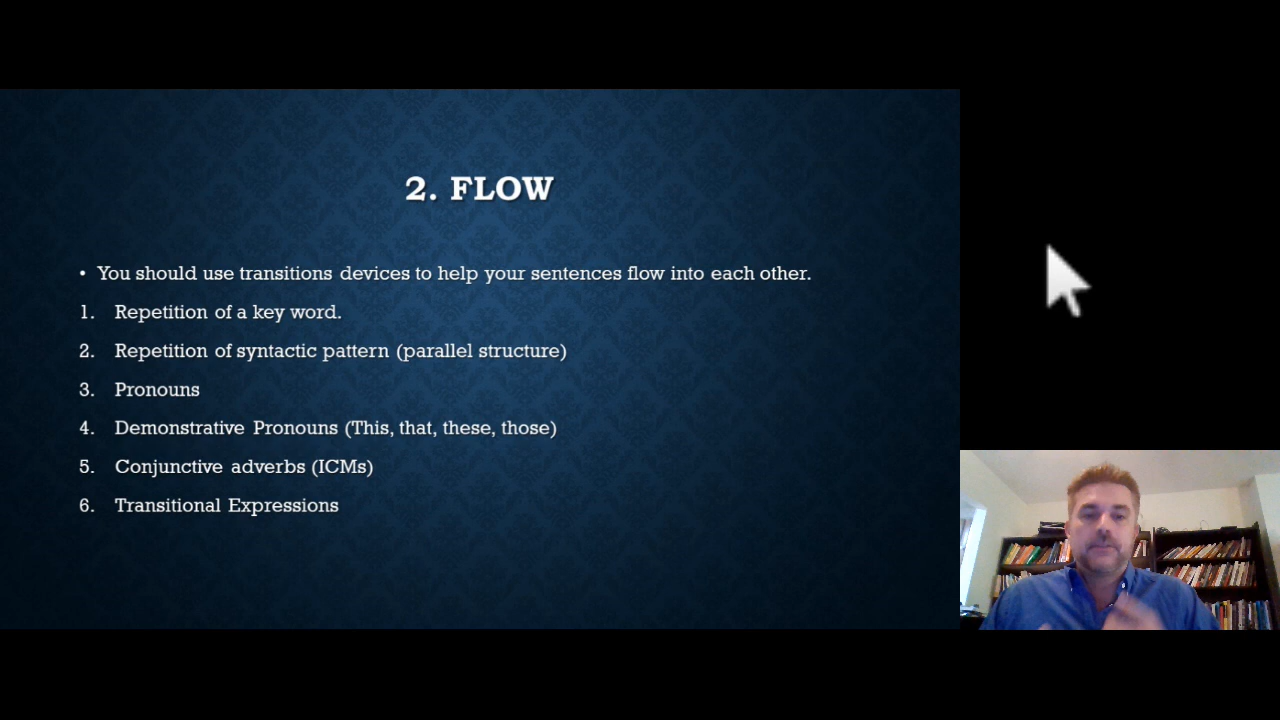 2. FLOW
• You should use transitions devices to help your sentences flow into each other.
1. Repetition of a key word.
2. Repetition of syntactic pattern (parallel structure)
3. Pronouns
4. Demonstrative Pronouns (This, that, these, those)
5. Conjunctive adverbs (ICMs)
6. Transitional Expressions